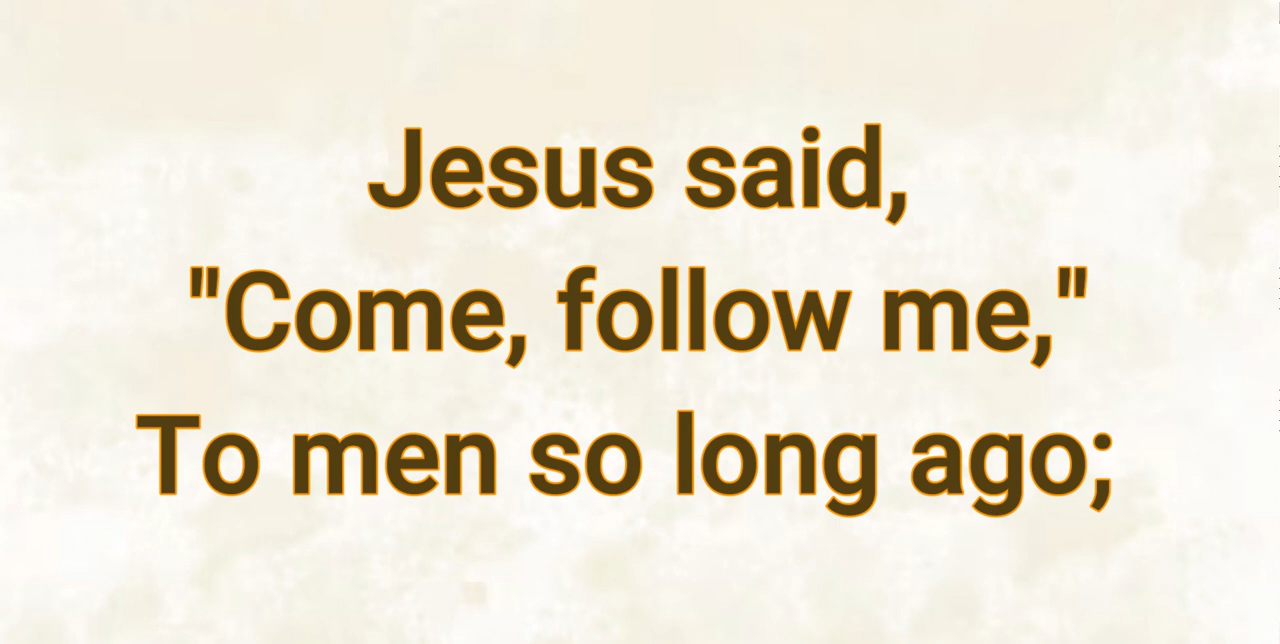 Jesus said,
"Come, follow me,"
To men so long ago;